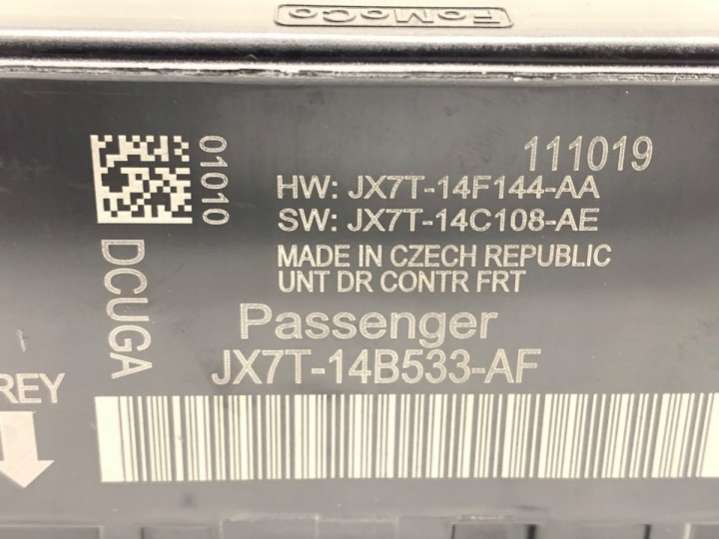 FoMoCo
111019
01010
HW: JX7T-14F144-AA
SW: JX7T-14C108-AE
MADE IN CZECH REPUBLIC
UNT DR CONTR FRT
DCUGA
Passenger
JX7T-14B533-AF
REY